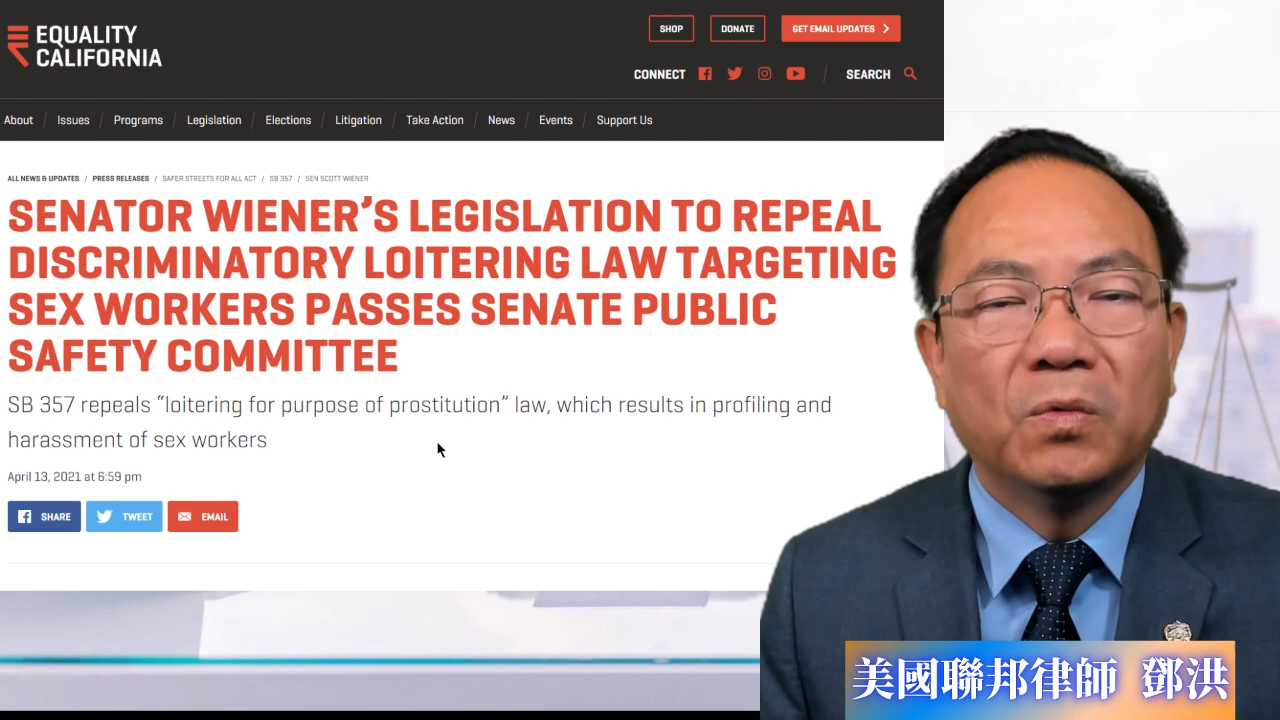 EQUALITY
CALIFORNIA
SHOP
DONATE
GET EMAIL UPDATES
CONNECT
SEARCH
About
Issues
Programs
Legislation
Elections
Litigation
Take Action
News
Events
Support Us
ALL NEWS & UPDATES / PRESS RELEASES / SAFER STREETS FOR ALL ACT / SB 357 / SEN SCOTT WIENER
SENATOR WIENER’S LEGISLATION TO REPEAL
DISCRIMINATORY LOITERING LAW TARGETING
SEX WORKERS PASSES SENATE PUBLIC
SAFETY COMMITTEE
SB 357 repeals “loitering for purpose of prostitution” law, which results in profiling and
harassment of sex workers
April 13, 2021 at 6:59 pm
SHARE
TWEET
EMAIL
美國聯邦律師 鄧洪